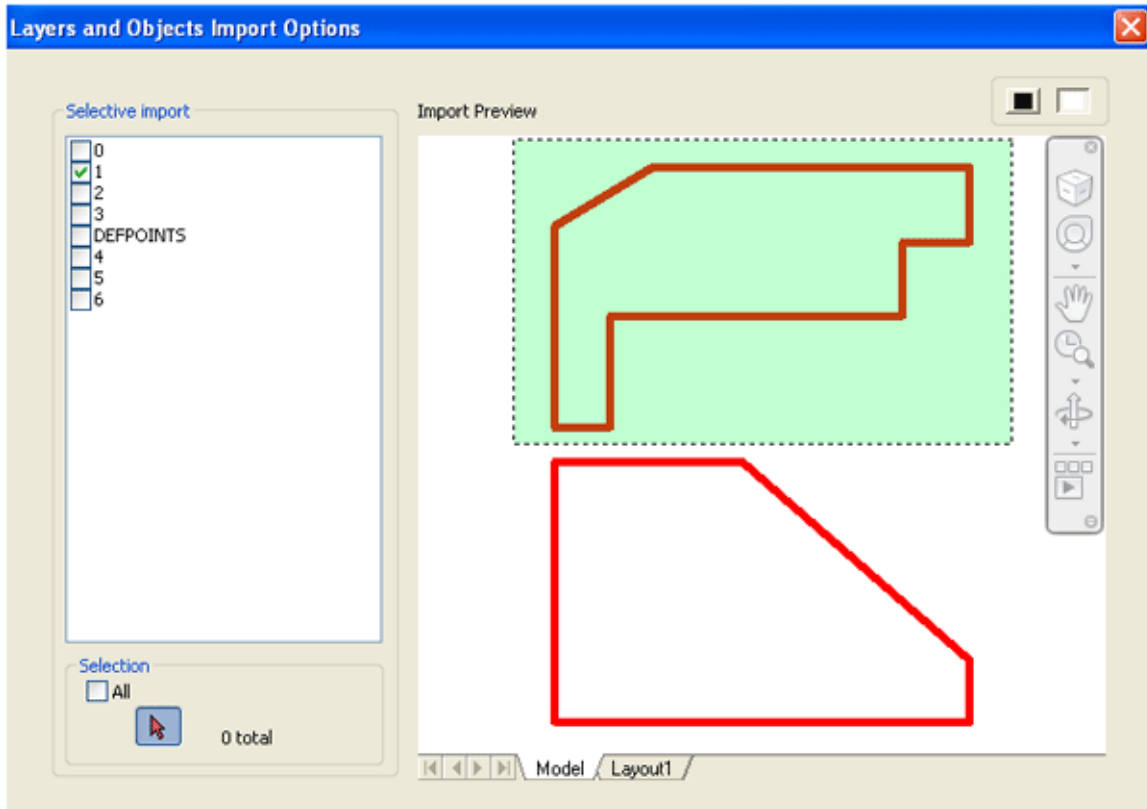 Layers and Objects Import Options
Selective import
0
1
2
3
DEFPOINTS
4
5
6
Selection
All
0 total
Import Preview
Model
Layout1